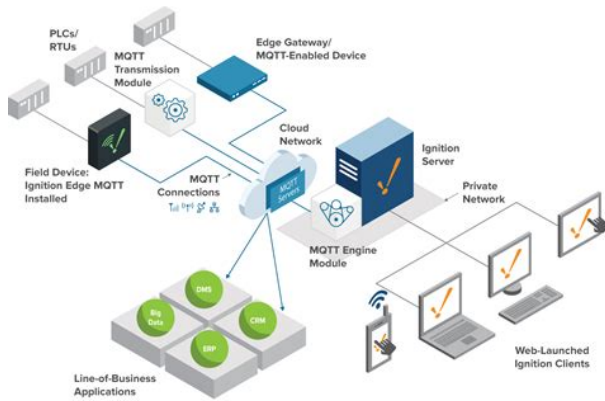 PLCs/
RTUs
MQTT
Transmission
Module
Edge Gateway/
MQTT-Enabled Device
Cloud
Network
Ignition
Server
Field Device:
Ignition Edge MQTT
Installed
MQTT
Connections
MQTT
Servers
Private
Network
MQTT Engine
Module
DMS
Big
Data
CRM
ERP
Line-of-Business
Applications
Web-Launched
Ignition Clients